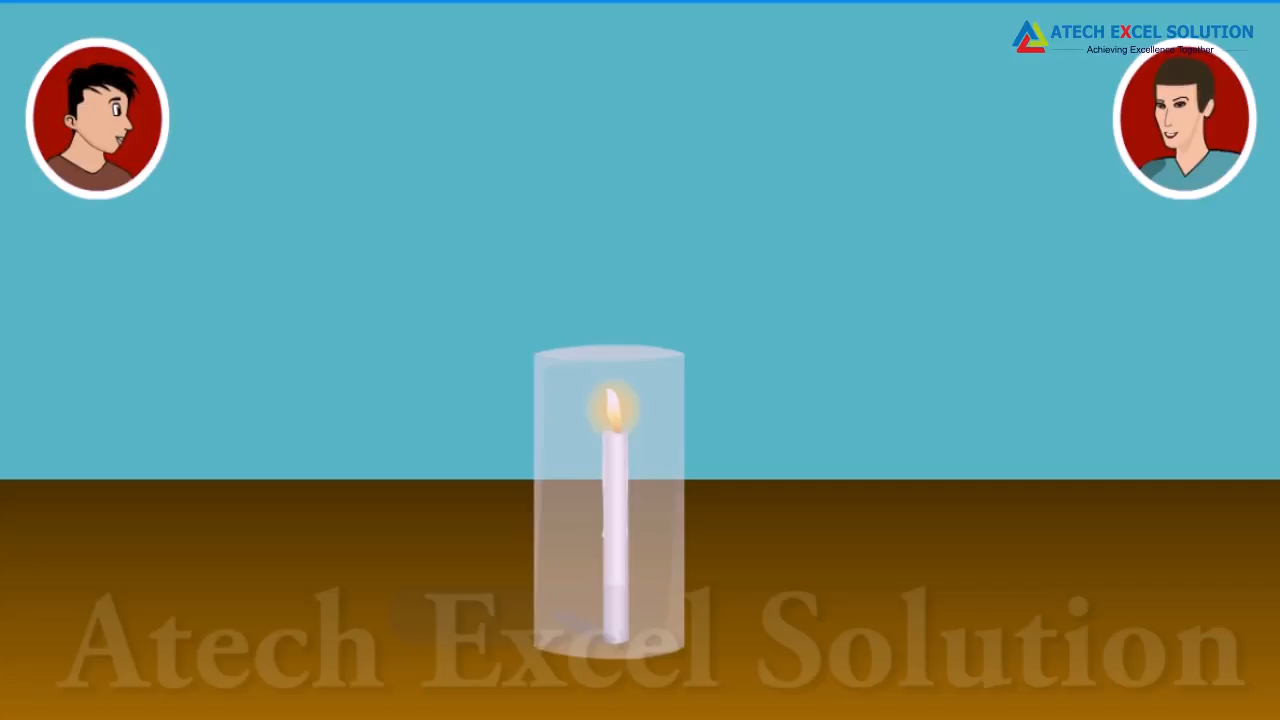 ATECH EXCEL SOLUTION
Achieving Excellence Together
Atech Excel Solution